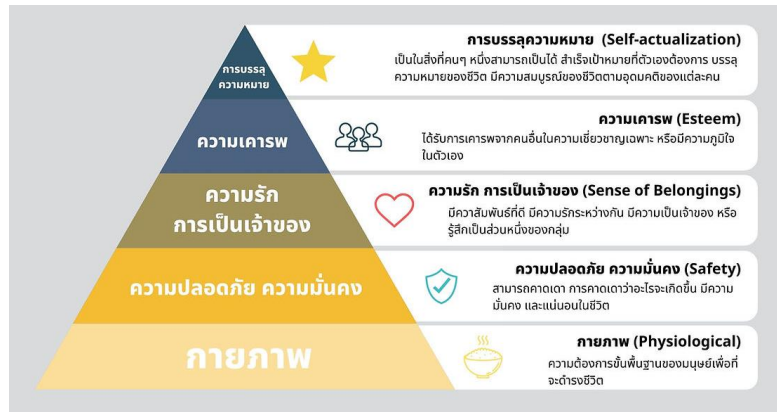 การบรรลุ
ความหมาย
การบรรลุความหมาย (Self-actualization)
เป็นในสิ่งที่คนๆ หนึ่งสามารถเป็นได้ สำเร็จเป้าหมายที่ตัวเองต้องการ บรรลุ
ความหมายของชีวิต มีความสมบูรณ์ของชีวิตตามอุดมคติของแต่ละคน
ความเคารพ
ความเคารพ (Esteem)
ได้รับการเคารพจากคนอื่นในความเชี่ยวชาญเฉพาะ หรือมีความภูมิใจ
ในตัวเอง
ความรัก
การเป็นเจ้าของ
ความรัก การเป็นเจ้าของ (Sense of Belongings)
มีควาสัมพันธ์ที่ดี มีความรักระหว่างกัน มีความเป็นเจ้าของ หรือ
รู้สึกเป็นส่วนหนึ่งของกลุ่ม
ความปลอดภัย ความมั่นคง
ความปลอดภัย ความมั่นคง (Safety)
สามารถคาดเดา การคาดเดาว่าอะไรจะเกิดขึ้น มีความ
มั่นคง และแน่นอนในชีวิต
กายภาพ
กายภาพ (Physiological)
ความต้องการขั้นพื้นฐานของมนุษย์เพื่อที่
จะดำรงชีวิต